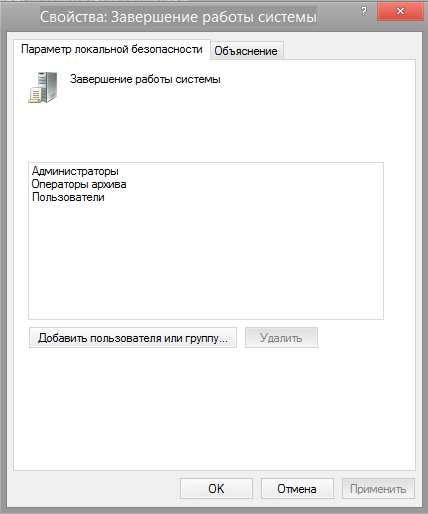 Свойства: Завершение работы системы
? ×
Параметр локальной безопасности Объяснение
Завершение работы системы
Администраторы
Операторы архива
Пользователи
Добавить пользователя или группу... Удалить
OK Отмена Применить